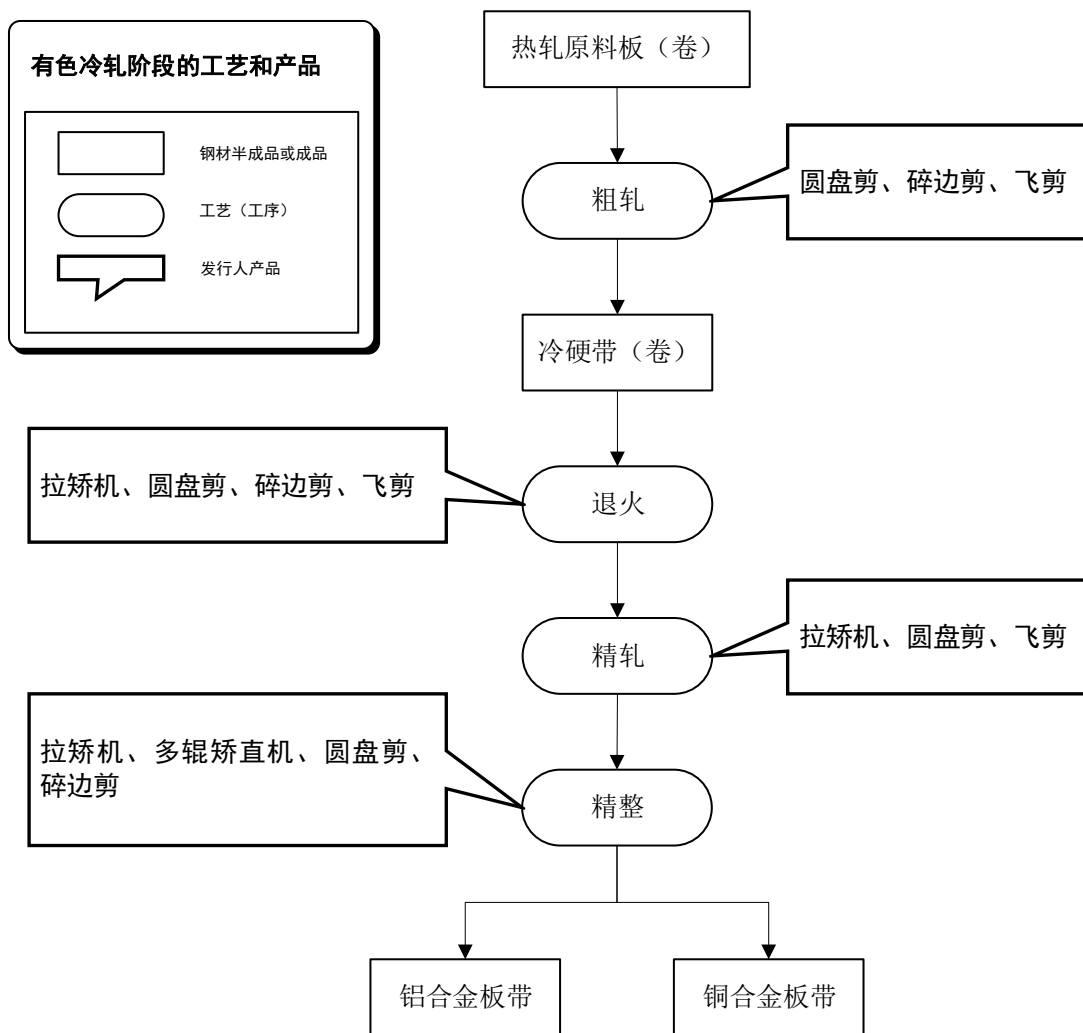 有色冷轧阶段的工艺和产品
钢材半成品或成品
工艺（工序）
发行人产品
热轧原料板（卷）
粗轧
圆盘剪、碎边剪、飞剪
冷硬带（卷）
拉矫机、圆盘剪、碎边剪、飞剪
退火
精轧
拉矫机、圆盘剪、飞剪
拉矫机、多辊矫直机、圆盘剪、
碎边剪
精整
铝合金板带
铜合金板带